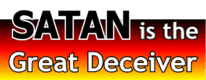 SATAN is the
Great Deceiver